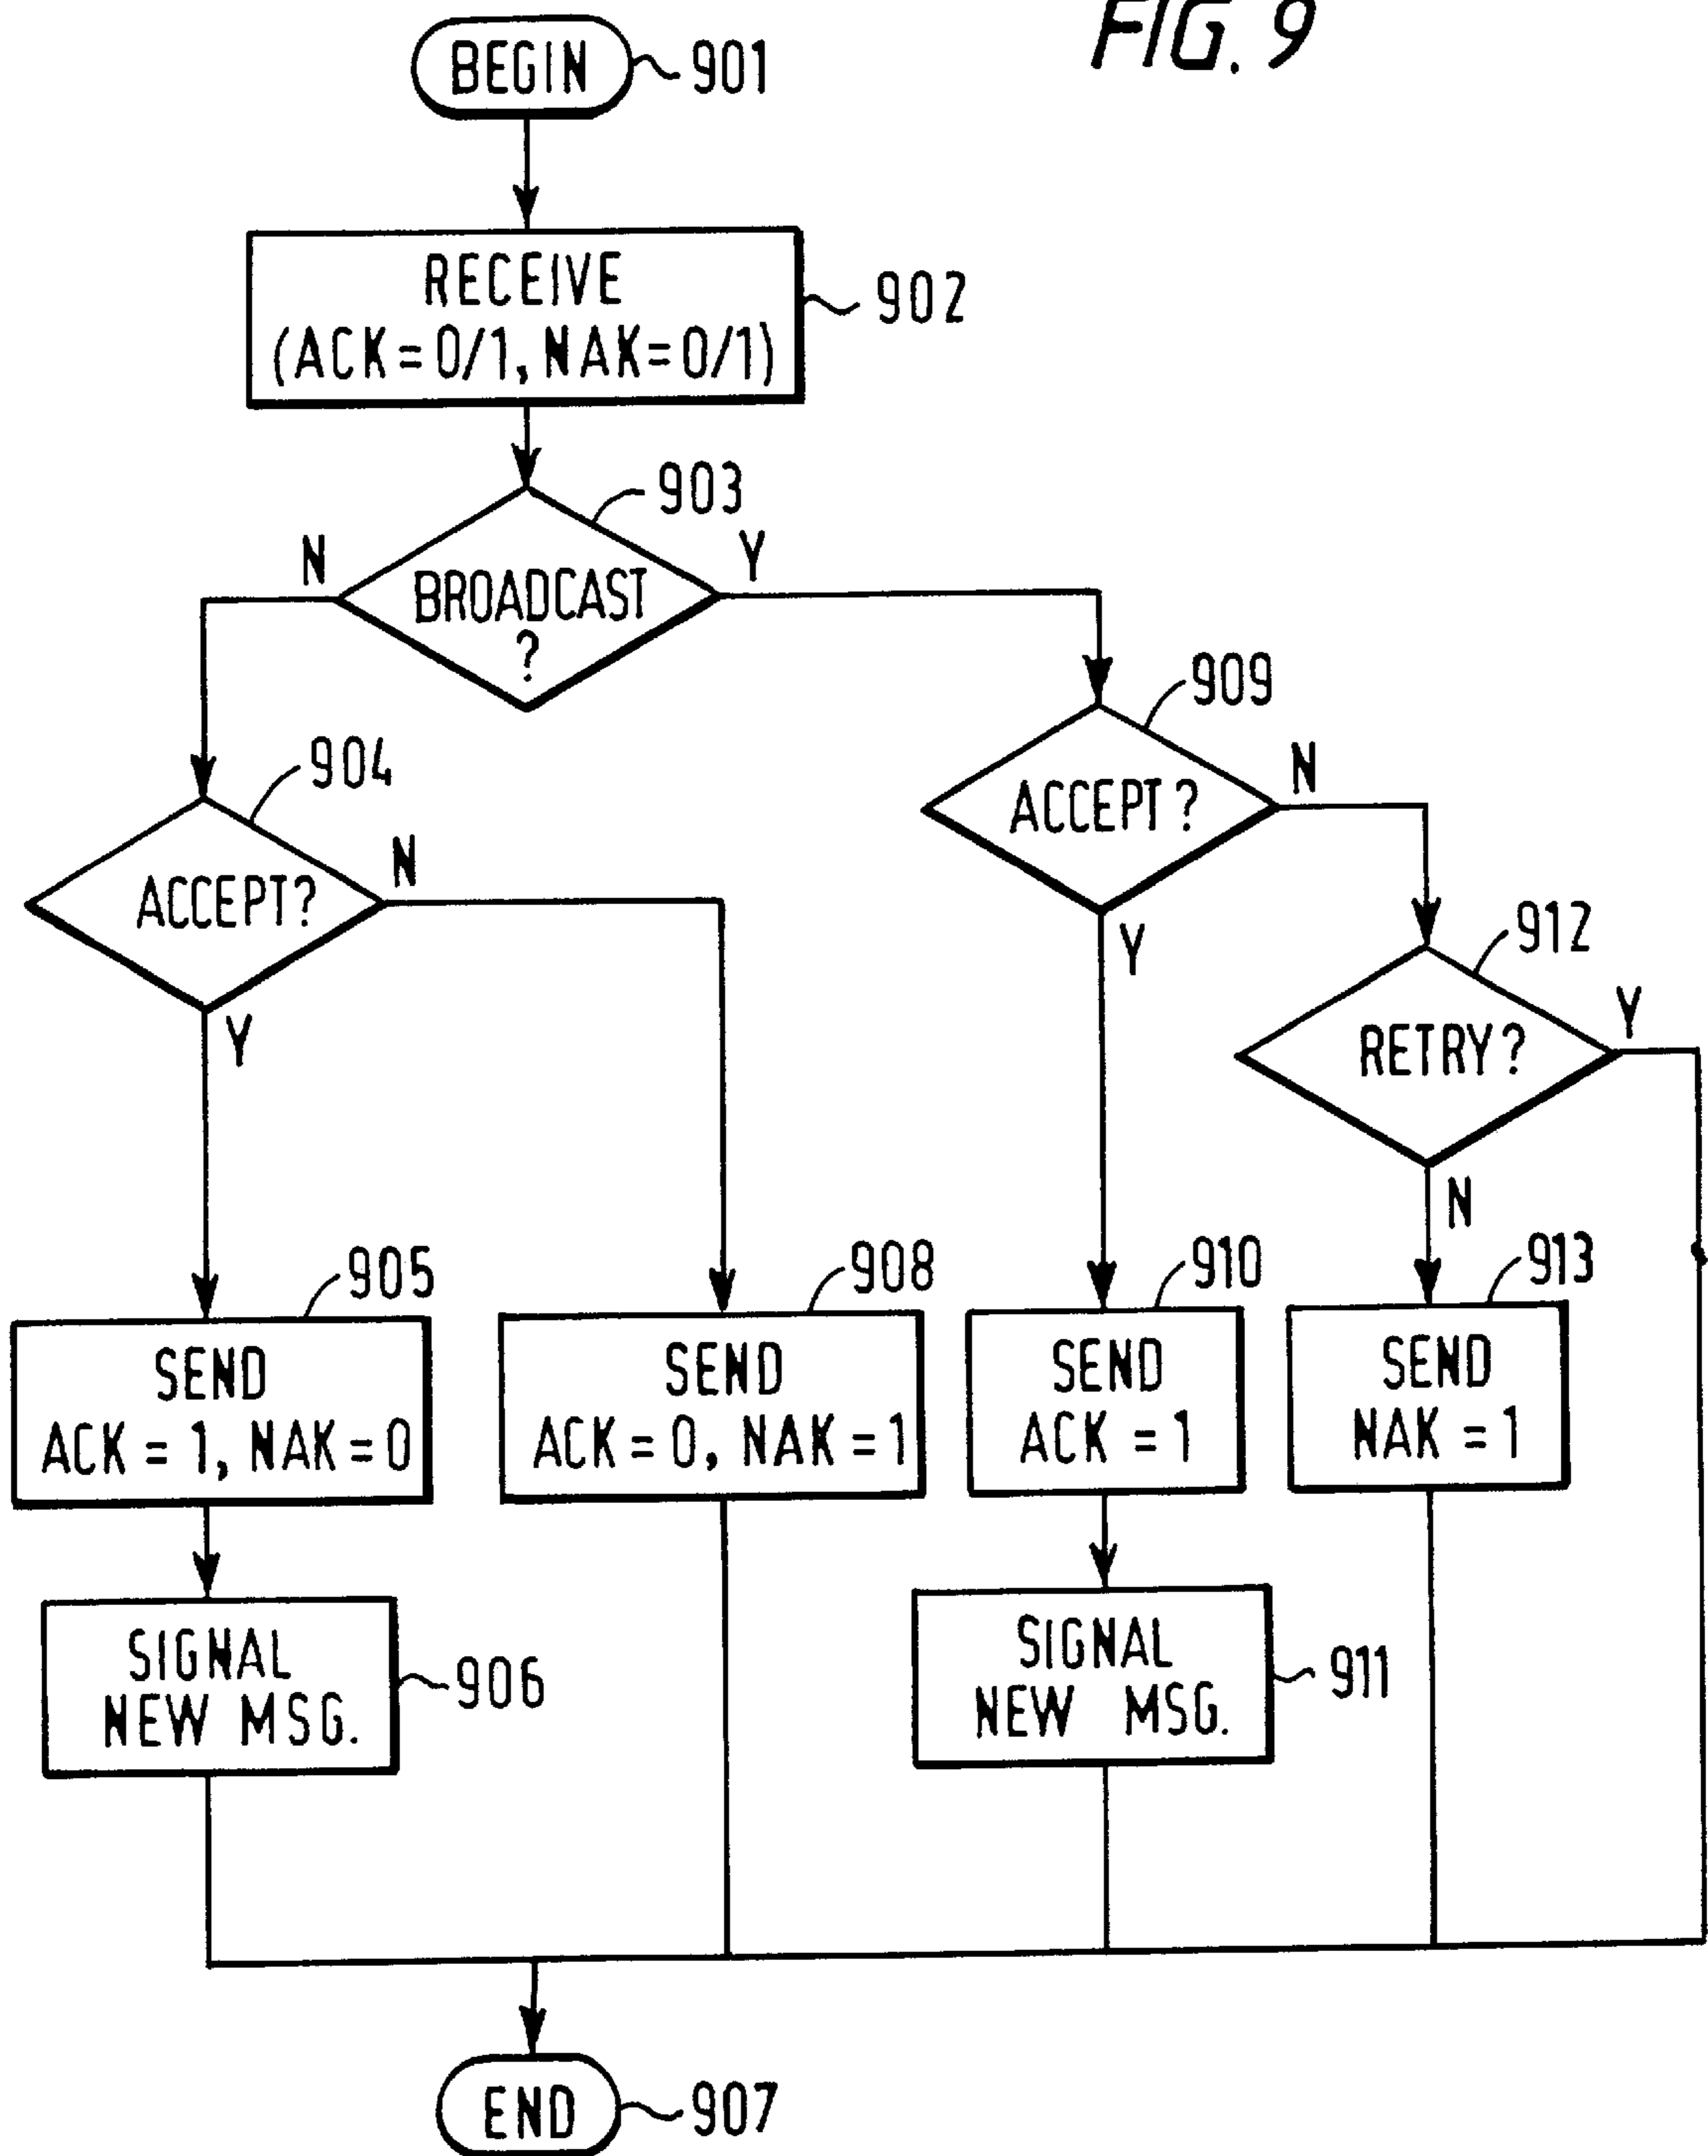 FIG. 9
BEGIN
901
RECEIVE
(ACK=0/1, NAK=0/1)
902
903
N
Y
BROADCAST
?
909
904
ACCEPT?
N
ACCEPT?
N
Y
912
RETRY?
Y
Y
N
905
908
910
913
SEND
ACK = 1, NAK=0
SEND
ACK=0, NAK=1
SEND
ACK =1
SEND
NAK =1
SIGNAL
NEW MSG.
906
SIGNAL
NEW MSG.
911
END
907